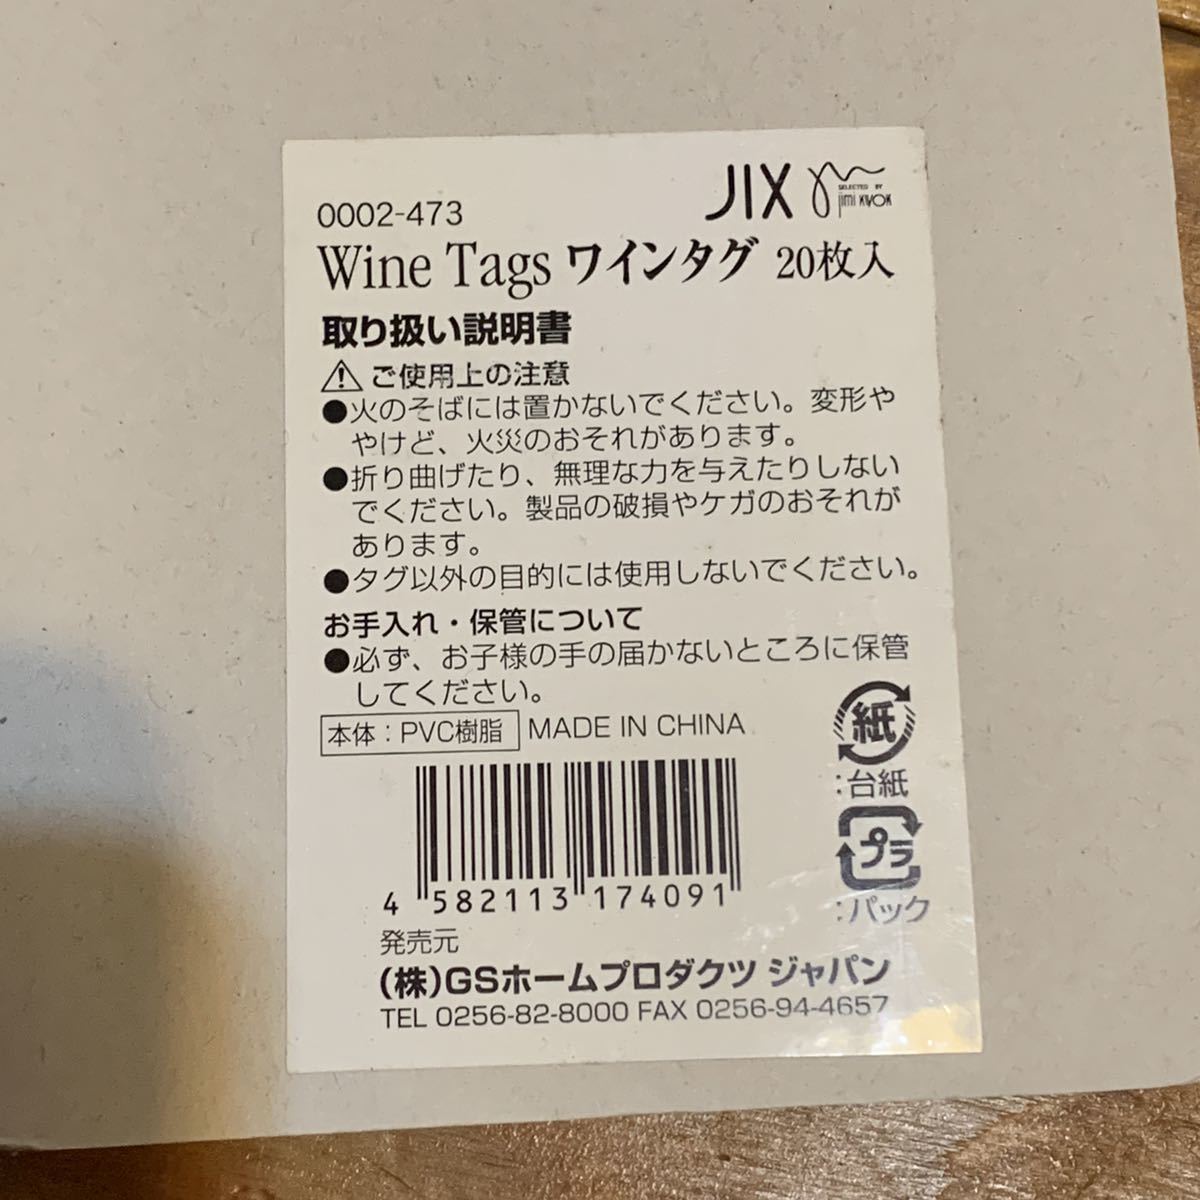 JIX
SELECTED BY
jimi KWOK
0002-473
Wine Tags ワインタグ 20枚入
取り扱い説明書
⚠ご使用上の注意
●火のそばには置かないでください。変形や
やけど、火災のおそれがあります。
●折り曲げたり、無理な力を与えたりしない
でください。製品の破損やケガのおそれが
あります。
●タグ以外の目的には使用しないでください。
お手入れ・保管について
●必ず、お子様の手の届かないところに保管
してください。
本体：PVC樹脂 MADE IN CHINA
紙
：台紙
プラ
：パック
4 582113 174091
発売元
(株)GSホームプロダクツ ジャパン
TEL 0256-82-8000 FAX 0256-94-4657